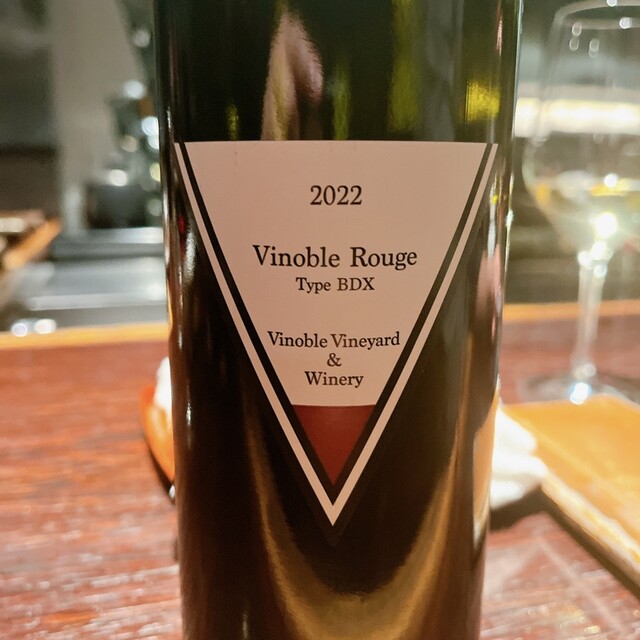 2022
Vinoble Rouge
Type BDX
Vinoble Vineyard
&
Winery